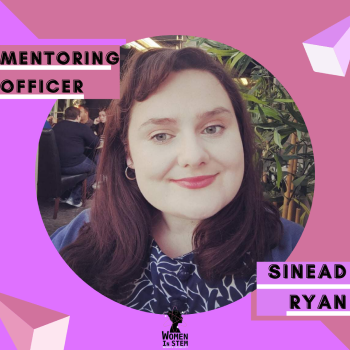 MENTORING
OFFICER
SINEAD
RYAN
WOMEN
IN STEM